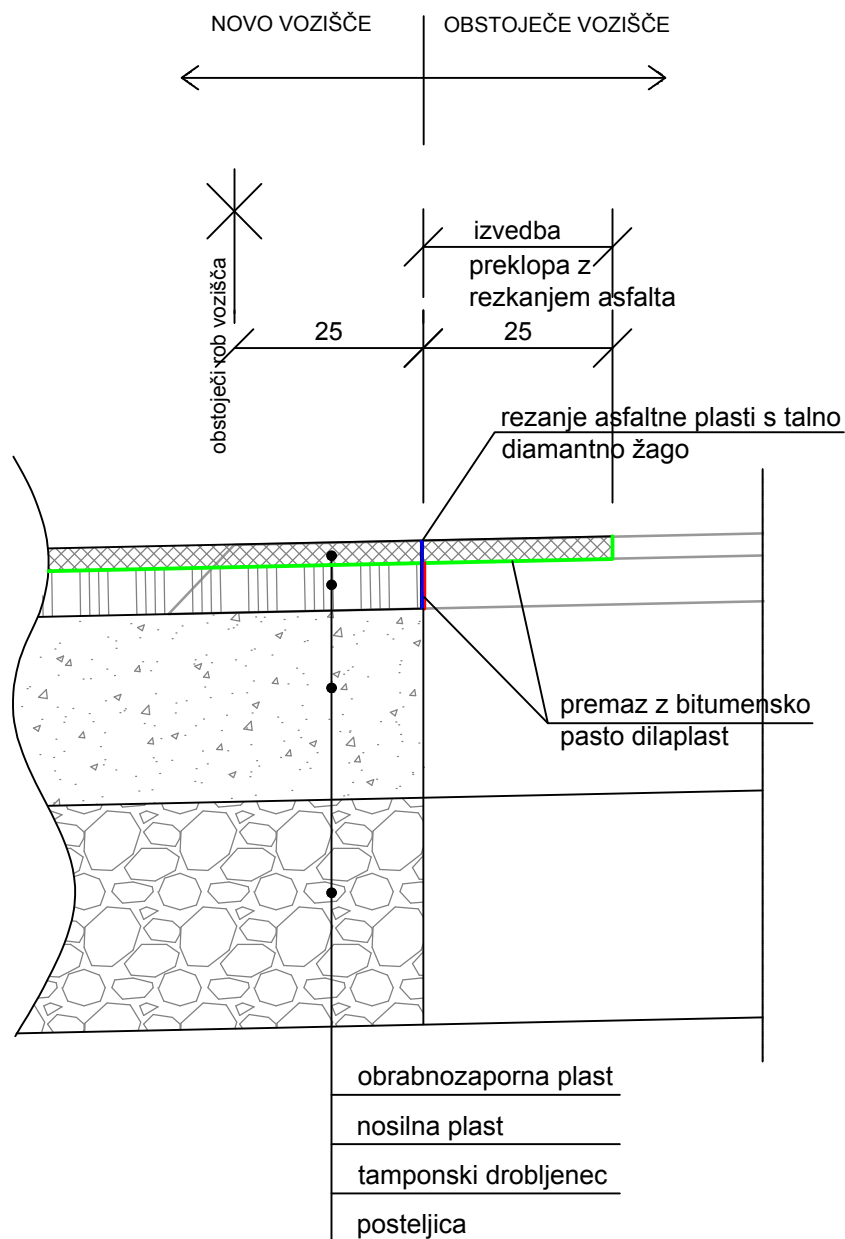 NOVO VOZIŠČE
OBSTOJEČE VOZIŠČE
izvedba
preklopa z
rezkanjem asfalta
obstoječi rob vozišča
25
25
rezanje asfaltne plasti s talno
diamantno žago
premaz z bitumensko
pasto dilaplast
obrabnozaporna plast
nosilna plast
tamponski drobljenec
posteljica